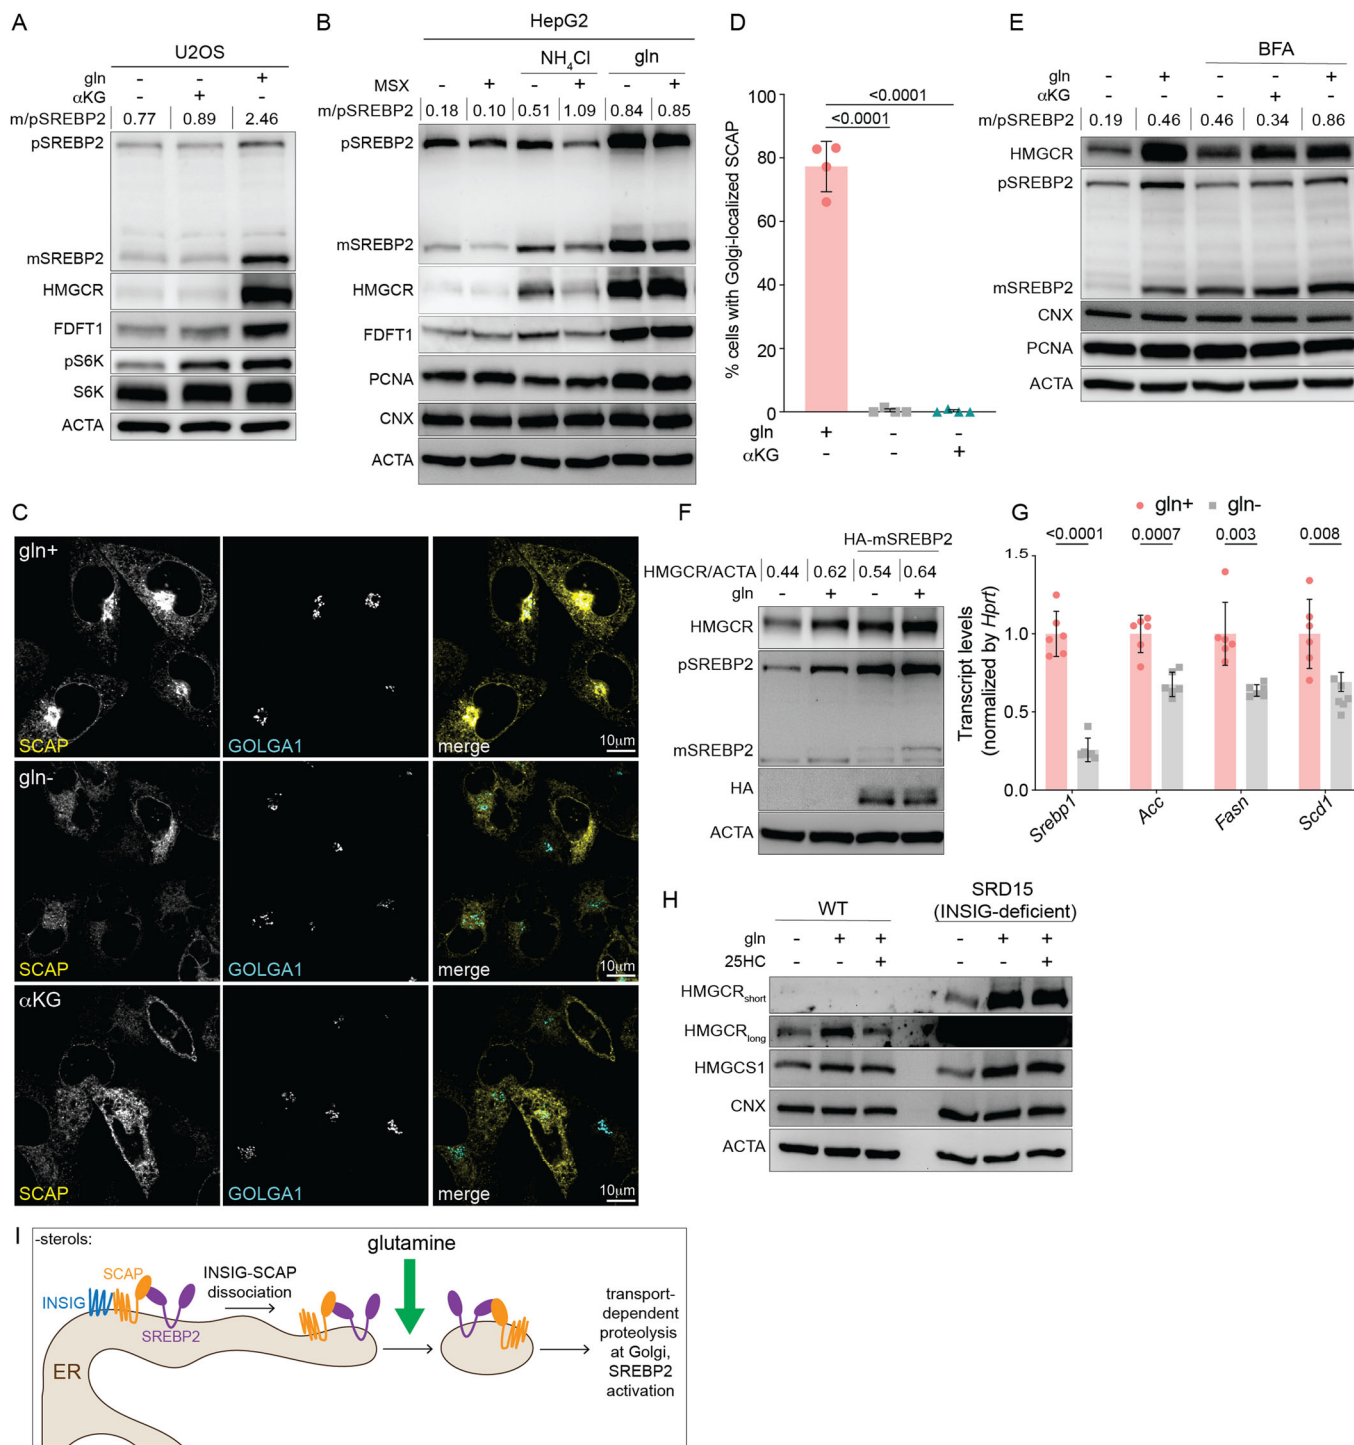 A
U2OS
gln - - +
αKG - + -
m/pSREBP2 0.77 0.89 2.46
pSREBP2
mSREBP2
HMGCR
FDFT1
pS6K
S6K
ACTA
B
HepG2
NH₄Cl gln
MSX - + - + - +
m/pSREBP2 0.18 0.10 0.51 1.09 0.84 0.85
pSREBP2
mSREBP2
HMGCR
FDFT1
PCNA
CNX
ACTA
D
<0.0001
<0.0001
% cells with Golgi-localized SCAP
100
80
60
40
20
0
gln + - -
αKG - - +
E
BFA
gln - + - - +
αKG - - - + -
m/pSREBP2 0.19 0.46 0.46 0.34 0.86
HMGCR
pSREBP2
mSREBP2
CNX
PCNA
ACTA
C
gln+
SCAP GOLGA1 merge 10μm
gln-
SCAP GOLGA1 merge 10μm
αKG
SCAP GOLGA1 merge 10μm
F
HA-mSREBP2
HMGCR/ACTA 0.44 0.62 0.54 0.64
gln - + - +
HMGCR
pSREBP2
mSREBP2
HA
ACTA
G
gln+ gln-
<0.0001 0.0007 0.003 0.008
Transcript levels
(normalized by Hprt)
1.5
1.0
0.5
0.0
Srebp1 Acc Fasn Scd1
H
WT
SRD15
(INSIG-deficient)
gln - + + - + +
25HC - - + - - +
HMGCRshort
HMGCRlong
HMGCS1
CNX
ACTA
I
-sterols:
glutamine
SCAP
INSIG
SREBP2
INSIG-SCAP
dissociation
ER
transport-
dependent
proteolysis
at Golgi,
SREBP2
activation